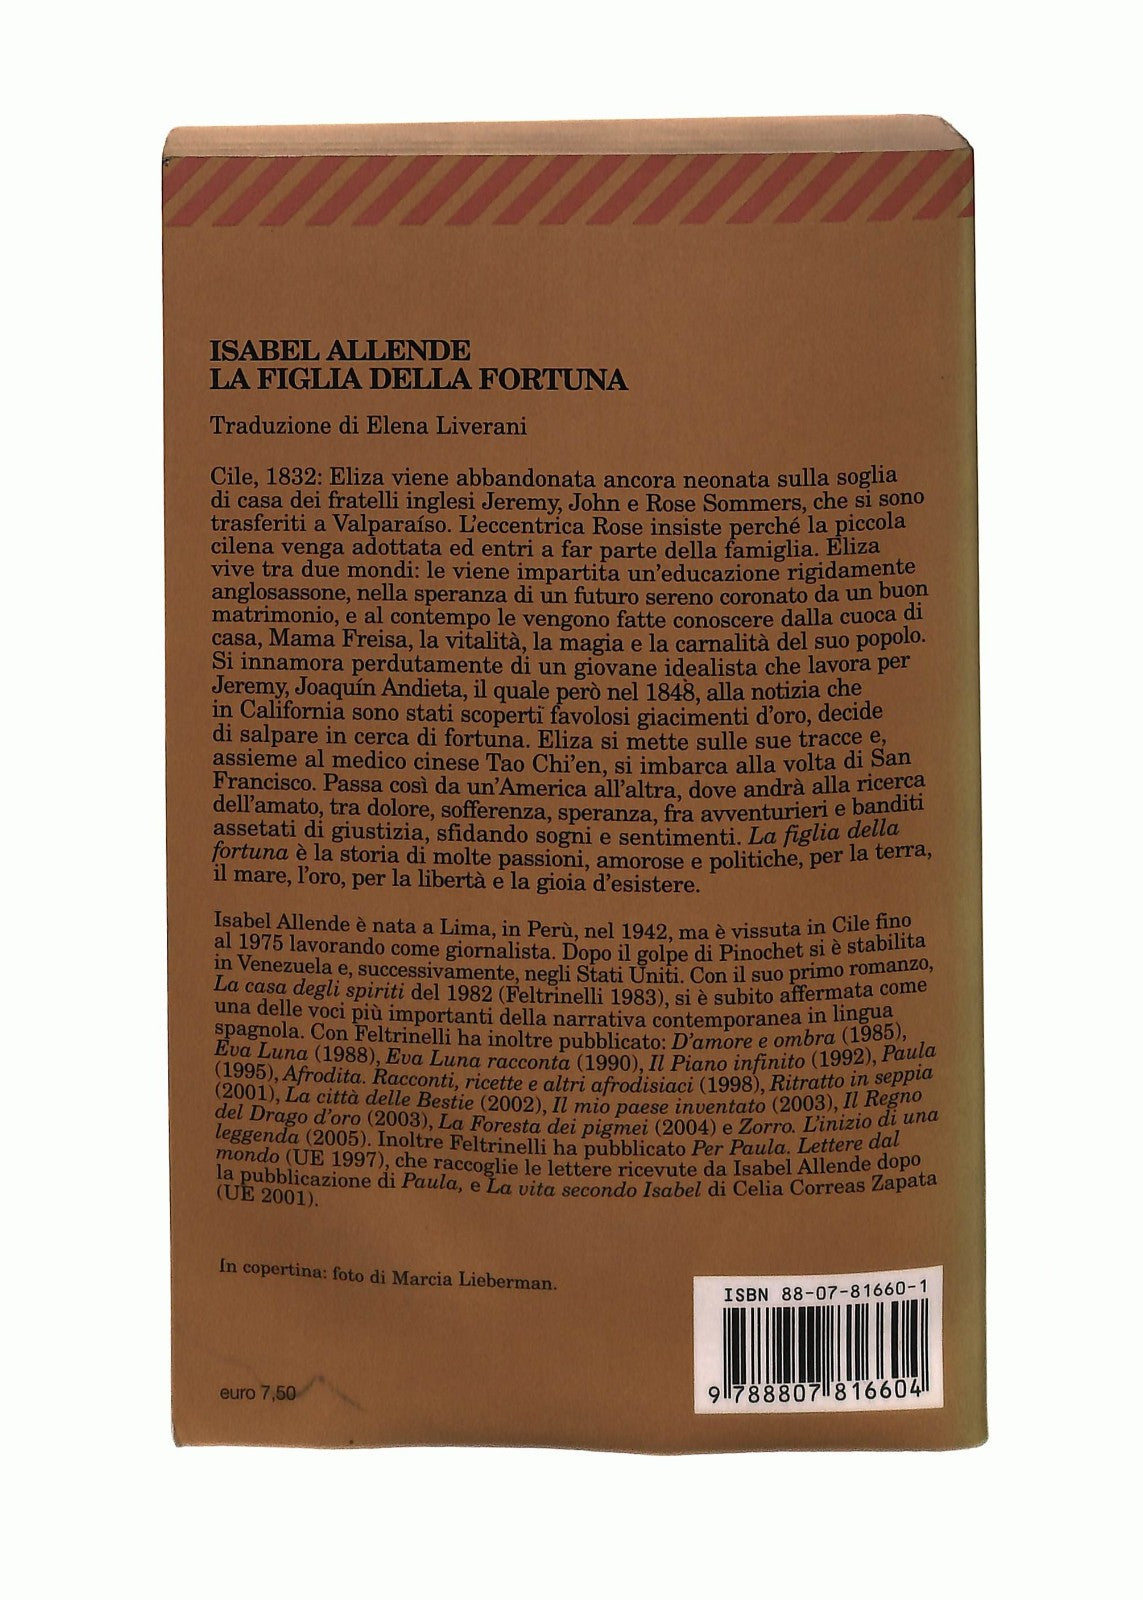 ISABEL ALLENDE
LA FIGLIA DELLA FORTUNA
Traduzione di Elena Liverani
Cile, 1832: Eliza viene abbandonata ancora neonata sulla soglia
di casa dei fratelli inglesi Jeremy, John e Rose Sommers, che si sono
trasferiti a Valparaíso. L'eccentrica Rose insiste perché la piccola
cilena venga adottata ed entri a far parte della famiglia. Eliza
vive tra due mondi: le viene impartita un'educazione rigidamente
anglosassone, nella speranza di un futuro sereno coronato da un buon
matrimonio, e al contempo le vengono fatte conoscere dalla cuoca di
casa, Mama Freisa, la vitalità, la magia e la carnalità del suo popolo.
Si innamora perdutamente di un giovane idealista che lavora per
Jeremy, Joaquín Andieta, il quale però nel 1848, alla notizia che
in California sono stati scoperti favolosi giacimenti d'oro, decide
di salpare in cerca di fortuna. Eliza si mette sulle sue tracce e,
assieme al medico cinese Tao Chi'en, si imbarca alla volta di San
Francisco. Passa così da un'America all'altra, dove andrà alla ricerca
dell'amato, tra dolore, sofferenza, speranza, fra avventurieri e banditi
assetati di giustizia, sfidando sogni e sentimenti. La figlia della
fortuna è la storia di molte passioni, amorose e politiche, per la terra,
il mare, l'oro, per la libertà e la gioia d'esistere.
Isabel Allende è nata a Lima, in Perù, nel 1942, ma è vissuta in Cile fino
al 1975 lavorando come giornalista. Dopo il golpe di Pinochet si è stabilita
in Venezuela e, successivamente, negli Stati Uniti. Con il suo primo romanzo,
La casa degli spiriti del 1982 (Feltrinelli 1983), si è subito affermata come
una delle voci più importanti della narrativa contemporanea in lingua
spagnola. Con Feltrinelli ha inoltre pubblicato: D'amore e ombra (1985),
Eva Luna (1988), Eva Luna racconta (1990), Il Piano infinito (1992), Paula
(1995), Afrodita. Racconti, ricette e altri afrodisiaci (1998), Ritratto in seppia
(2001), La città delle Bestie (2002), Il mio paese inventato (2003), Il Regno
del Drago d'oro (2003), La Foresta dei pigmei (2004) e Zorro. L'inizio di una
leggenda (2005). Inoltre Feltrinelli ha pubblicato Per Paula. Lettere dal
mondo (UE 1997), che raccoglie le lettere ricevute da Isabel Allende dopo
la pubblicazione di Paula, e La vita secondo Isabel di Celia Correas Zapata
(UE 2001).
In copertina: foto di Marcia Lieberman.
ISBN 88-07-81660-1
9 788807 816604
euro 7,50